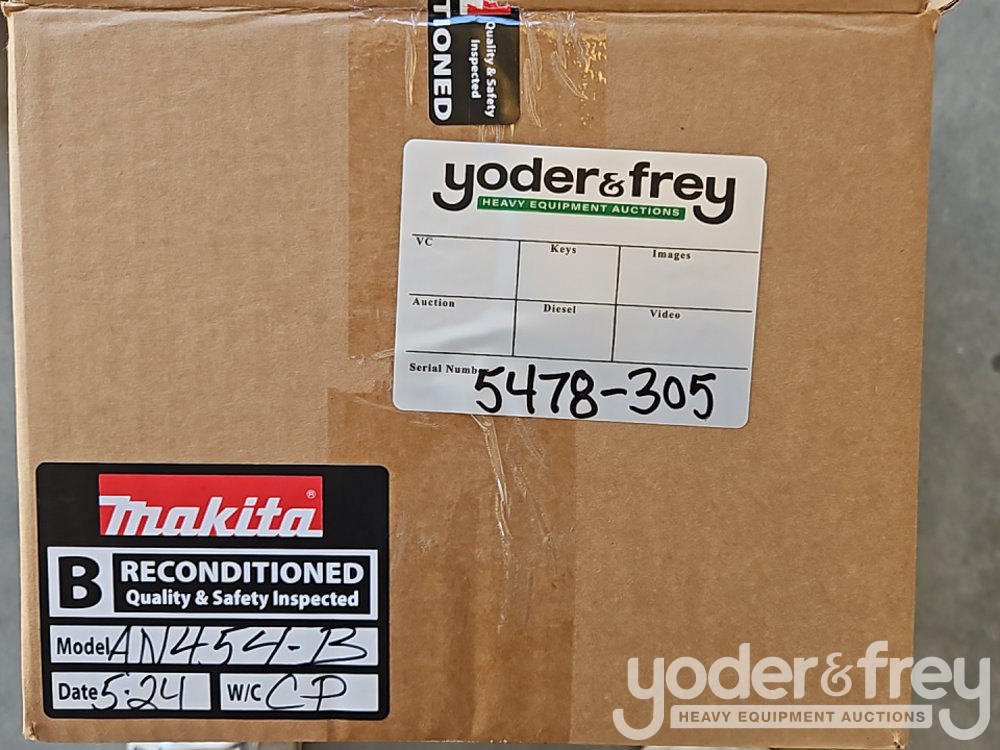 TIONED
Quality & Safety
Inspected
yoder&frey
HEAVY EQUIPMENT AUCTIONS
VC Keys Images
Auction Diesel Video
Serial Number 5478-305
makita®
B RECONDITIONED
Quality & Safety Inspected
Model AN454-B
Date 5.24 W/C CP
yoder&frey
HEAVY EQUIPMENT AUCTIONS